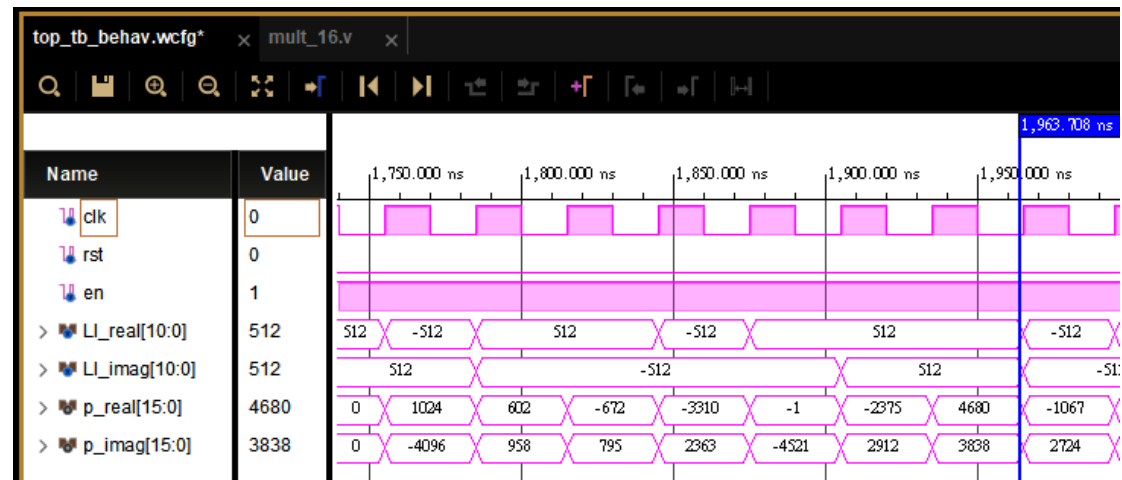 top_tb_behav.wcfg* × mult_16.v ×
1,963.708 ns
Name Value 1,750.000 ns 1,800.000 ns 1,850.000 ns 1,900.000 ns 1,950.000 ns
clk 0
rst 0
en 1
LI_real[10:0] 512 512 -512 512 -512 512 -512
LI_imag[10:0] 512 512 -512 512 -51
p_real[15:0] 4680 0 1024 602 -672 -3310 -1 -2375 4680 -1067
p_imag[15:0] 3838 0 -4096 958 795 2363 -4521 2912 3838 2724